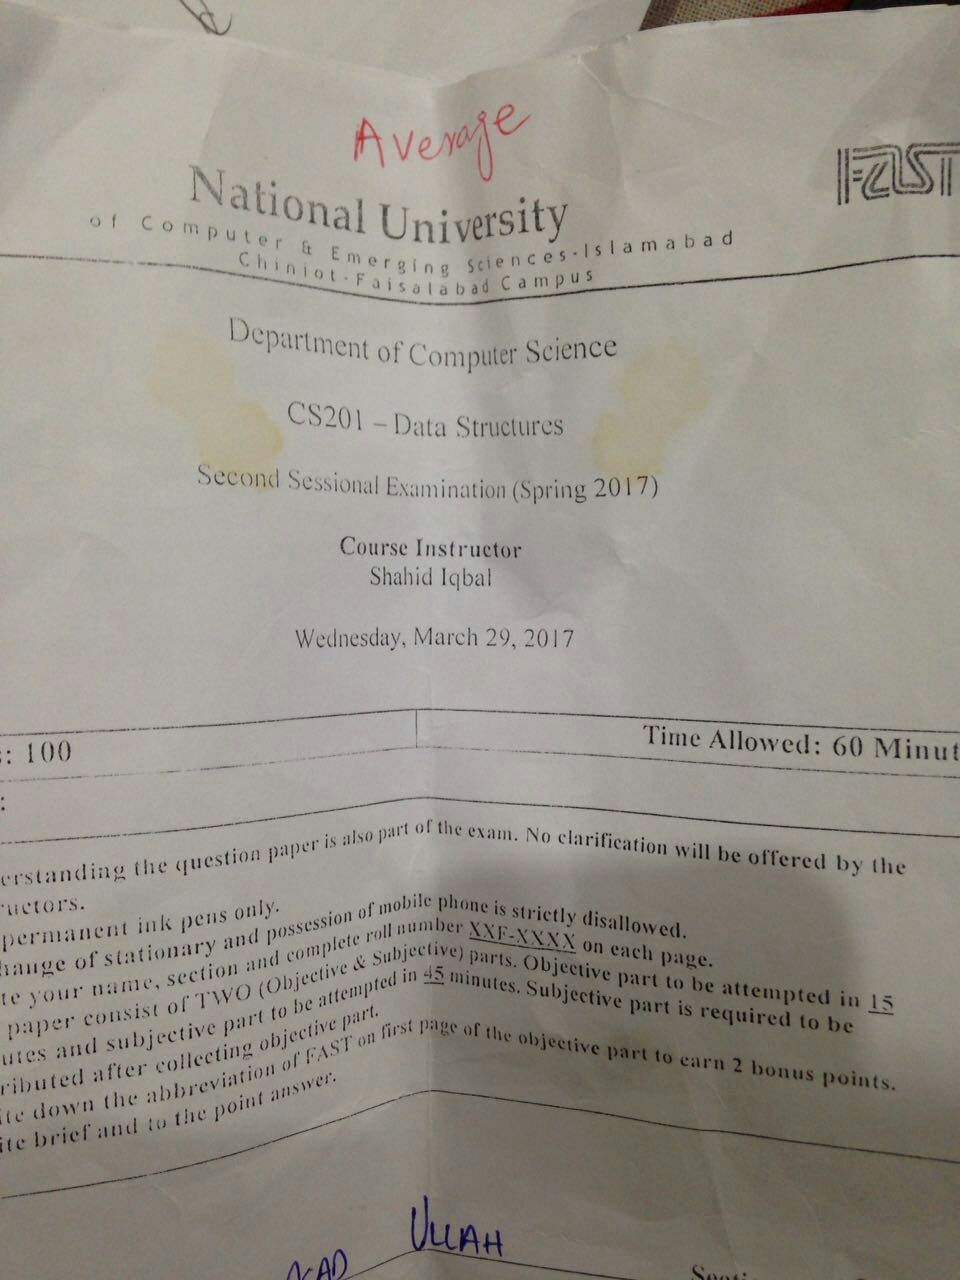 Average
FAST
National University
of Computer & Emerging Sciences-Islamabad
Chiniot-Faisalabad Campus
Department of Computer Science
CS201 – Data Structures
Second Sessional Examination (Spring 2017)
Course Instructor
Shahid Iqbal
Wednesday, March 29, 2017
: 100 Time Allowed: 60 Minut
:
erstanding the question paper is also part of the exam. No clarification will be offered by the
ructors.
permanent ink pens only.
hange of stationary and possession of mobile phone is strictly disallowed.
te your name, section and complete roll number XXF-XXXX on each page.
paper consist of TWO (Objective & Subjective) parts. Objective part to be attempted in 15
utes and subjective part to be attempted in 45 minutes. Subjective part is required to be
ributed after collecting objective part.
ite down the abbreviation of FAST on first page of the objective part to earn 2 bonus points.
ite brief and to the point answer.
ULLAH